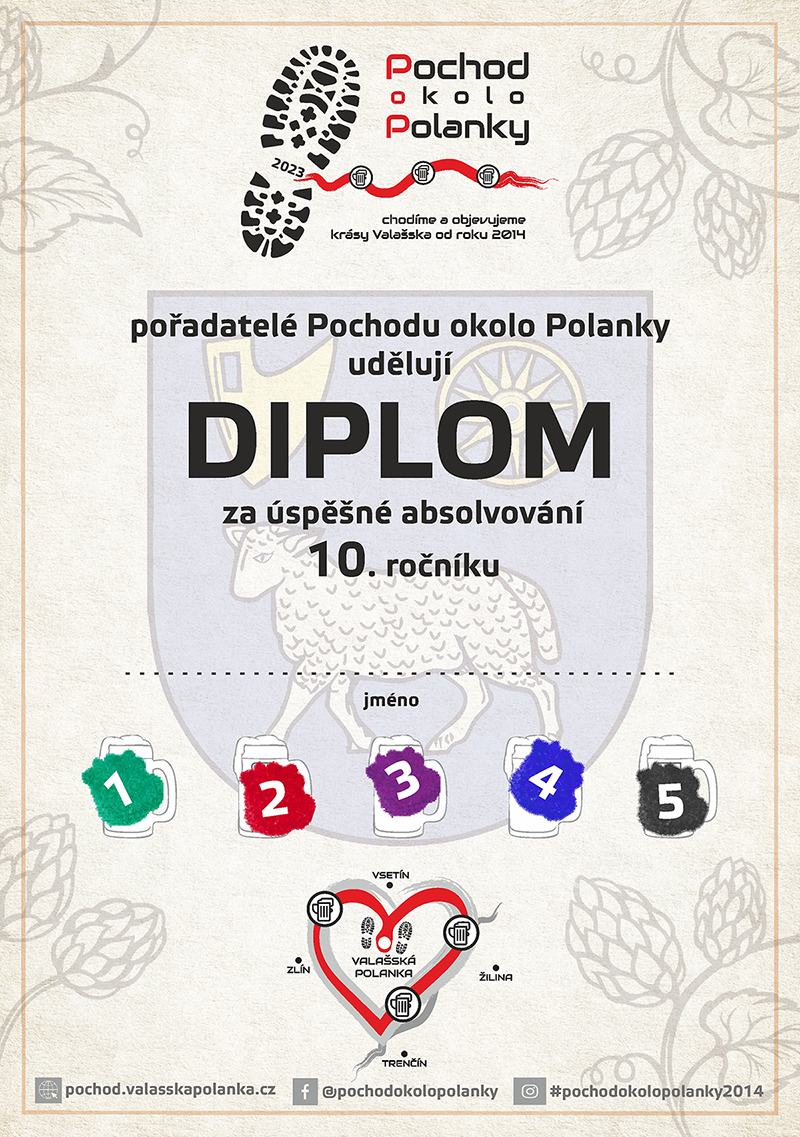 Pochod
okolo
Polanky
2023
chodíme a objevujeme
krásy Valašska od roku 2014
pořadatelé Pochodu okolo Polanky
udělují
DIPLOM
za úspěšné absolvování
10. ročníku
jméno
1 2 3 4 5
VSETÍN
VALAŠSKÁ
POLANKA
ZLÍN
ŽILINA
TRENČÍN
pochod.valasskapolanka.cz @pochodokolopolanky #pochodokolopolanky2014